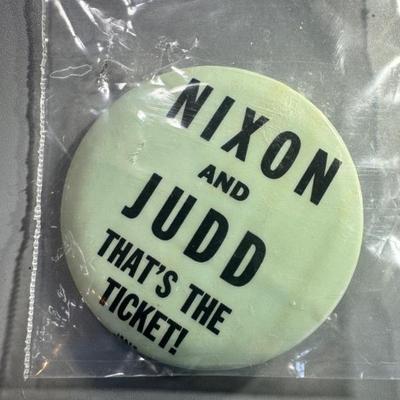 NIXON
AND
JUDD
THAT'S THE
TICKET!